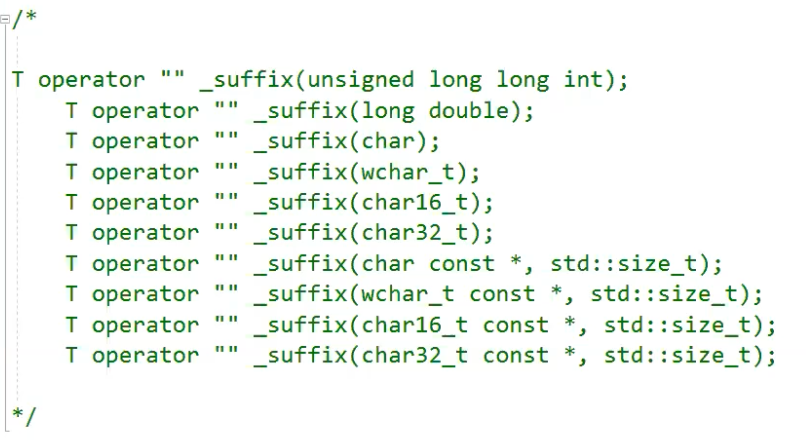 /*
T operator "" _suffix(unsigned long long int);
T operator "" _suffix(long double);
T operator "" _suffix(char);
T operator "" _suffix(wchar_t);
T operator "" _suffix(char16_t);
T operator "" _suffix(char32_t);
T operator "" _suffix(char const *, std::size_t);
T operator "" _suffix(wchar_t const *, std::size_t);
T operator "" _suffix(char16_t const *, std::size_t);
T operator "" _suffix(char32_t const *, std::size_t);
*/